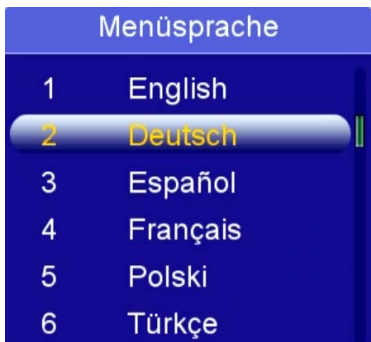 Menüsprache
1 English
2 Deutsch
3 Español
4 Français
5 Polski
6 Türkçe